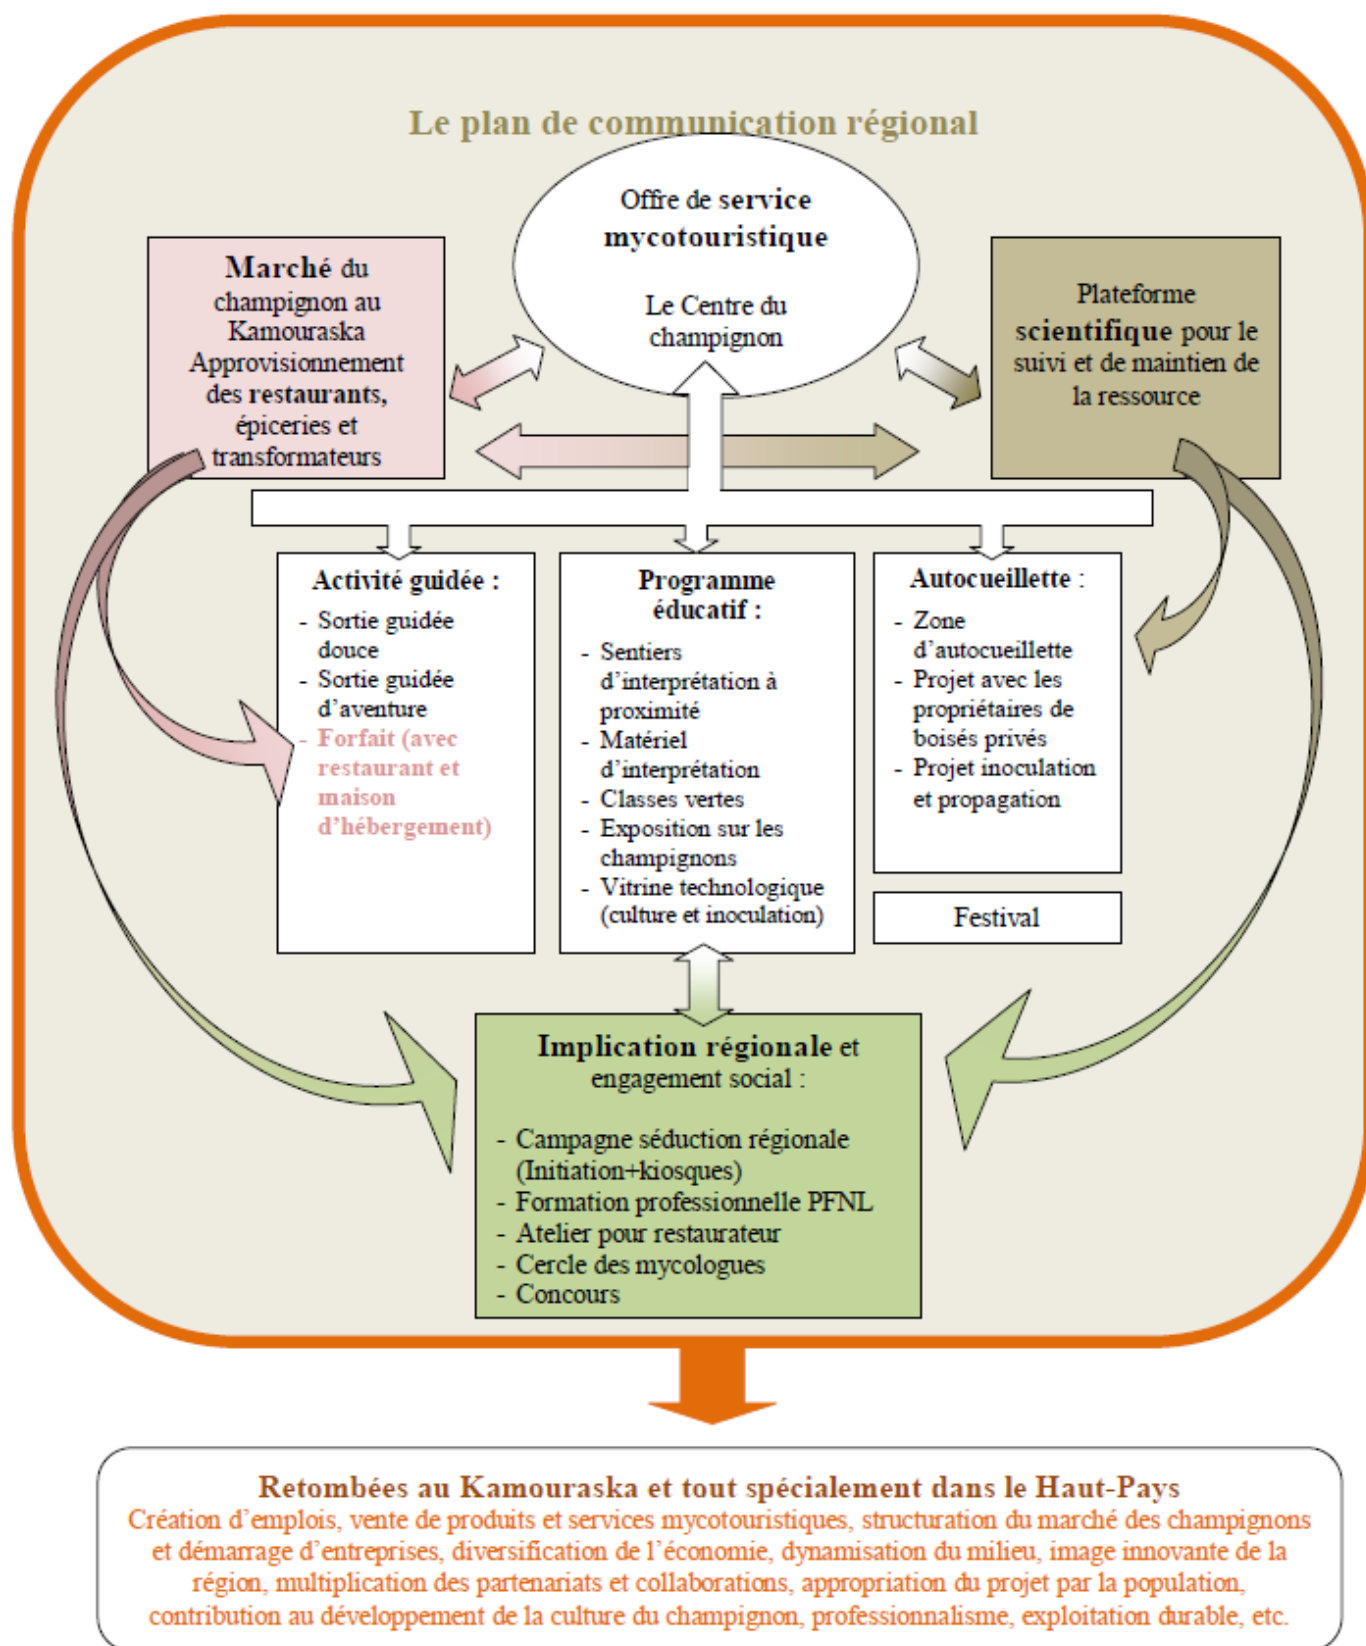 Le plan de communication régional
Offre de service
mycotouristique
Le Centre du
champignon
Marché du
champignon au
Kamouraska
Approvisionnement
des restaurants,
épiceries et
transformateurs
Plateforme
scientifique pour le
suivi et de maintien de
la ressource
Activité guidée :
- Sortie guidée
douce
- Sortie guidée
d’aventure
- Forfait (avec
restaurant et
maison
d’hébergement)
Programme
éducatif :
- Sentiers
d’interprétation à
proximité
- Matériel
d’interprétation
- Classes vertes
- Exposition sur les
champignons
- Vitrine technologique
(culture et inoculation)
Autocueillette :
- Zone
d’autocueillette
- Projet avec les
propriétaires de
boisés privés
- Projet inoculation
et propagation
Festival
Implication régionale et
engagement social :
- Campagne séduction régionale
(Initiation+kiosques)
- Formation professionnelle PFNL
- Atelier pour restaurateur
- Cercle des mycologues
- Concours
Retombées au Kamouraska et tout spécialement dans le Haut-Pays
Création d’emplois, vente de produits et services mycotouristiques, structuration du marché des champignons
et démarrage d’entreprises, diversification de l’économie, dynamisation du milieu, image innovante de la
région, multiplication des partenariats et collaborations, appropriation du projet par la population,
contribution au développement de la culture du champignon, professionnalisme, exploitation durable, etc.